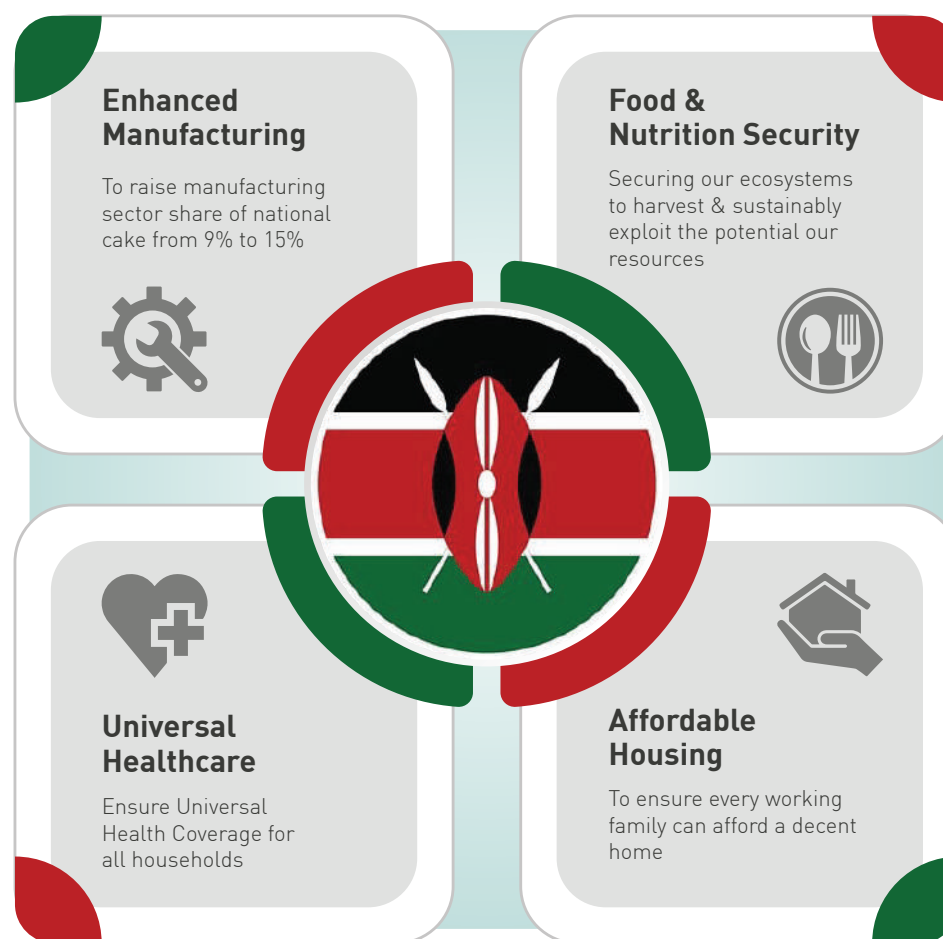 Enhanced
Manufacturing
To raise manufacturing
sector share of national
cake from 9% to 15%
Food &
Nutrition Security
Securing our ecosystems
to harvest & sustainably
exploit the potential our
resources
Universal
Healthcare
Ensure Universal
Health Coverage for
all households
Affordable
Housing
To ensure every working
family can afford a decent
home